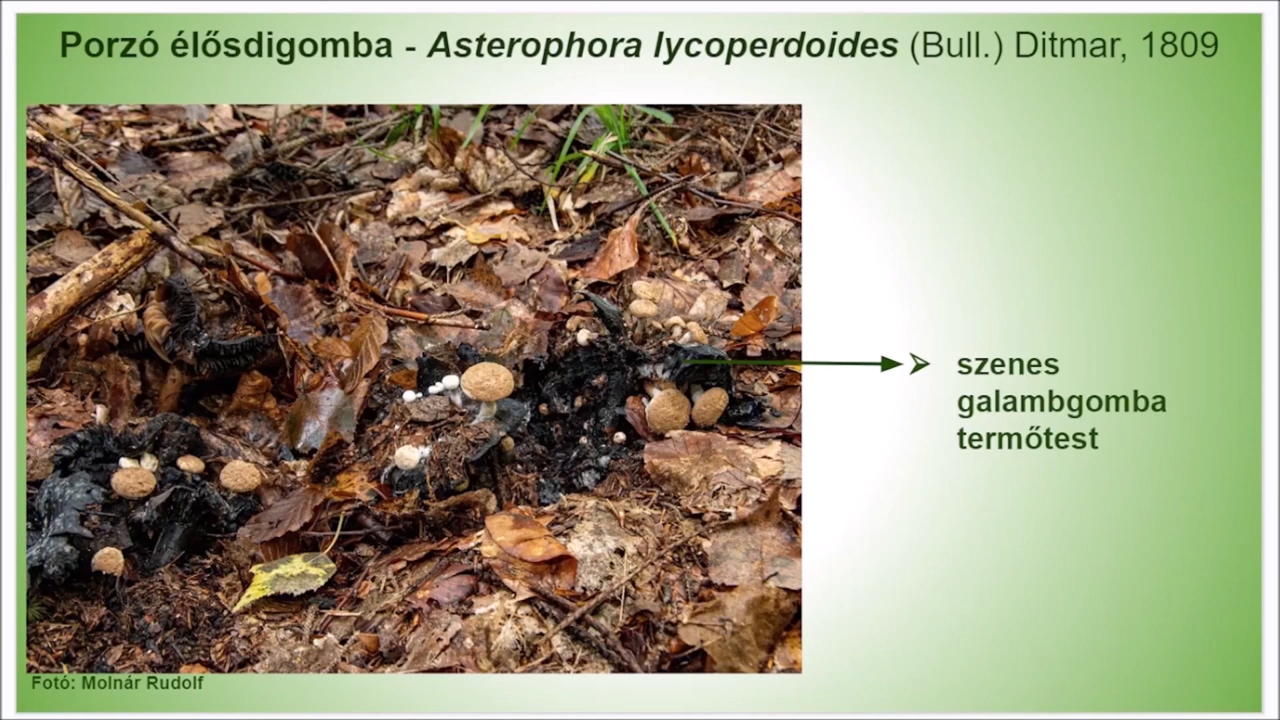 Porzó élősdigomba - Asterophora lycoperdoides (Bull.) Ditmar, 1809
szenes
galambgomba
termőtest
Fotó: Molnár Rudolf